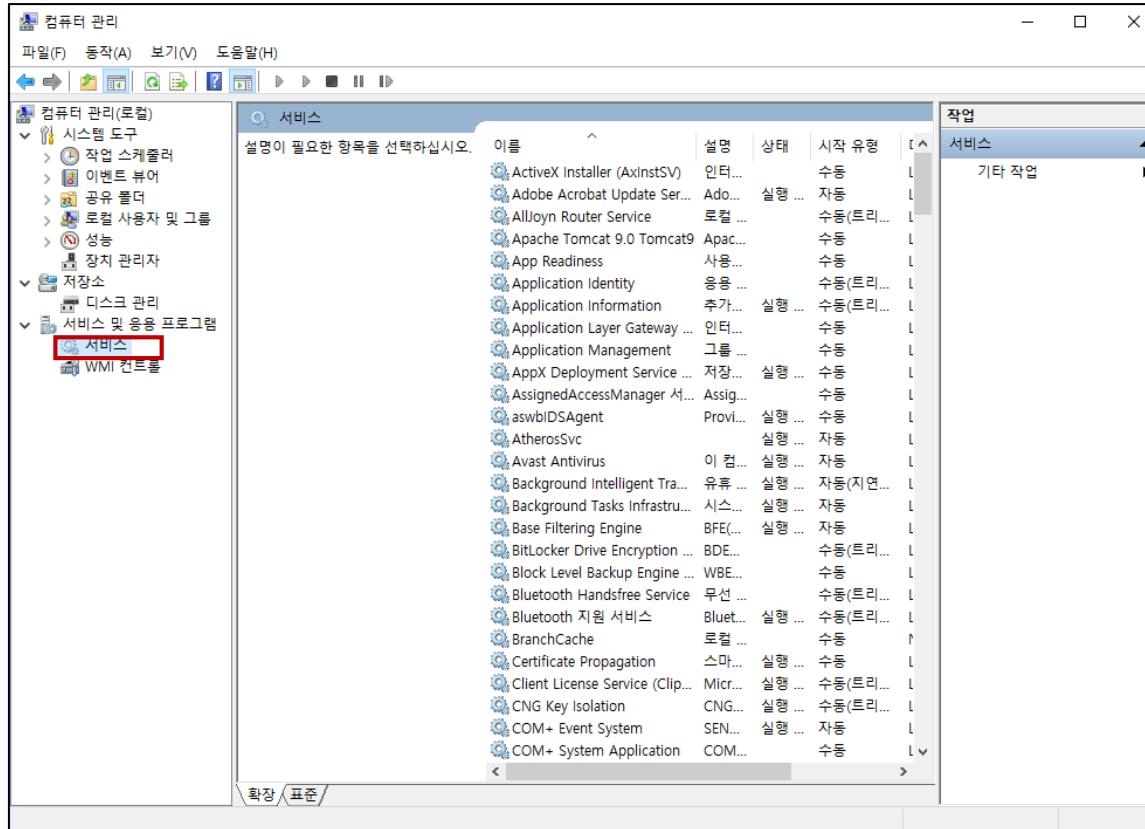 컴퓨터 관리
파일(F) 동작(A) 보기(V) 도움말(H)
컴퓨터 관리(로컬)
시스템 도구
작업 스케줄러
이벤트 뷰어
공유 폴더
로컬 사용자 및 그룹
성능
장치 관리자
저장소
디스크 관리
서비스 및 응용 프로그램
서비스
WMI 컨트롤
서비스
설명이 필요한 항목을 선택하십시오.
이름 설명 상태 시작 유형
ActiveX Installer (AxInstSV) 인터... 수동
Adobe Acrobat Update Ser... Ado... 실행 ... 자동
AllJoyn Router Service 로컬 ... 수동(트리...
Apache Tomcat 9.0 Tomcat9 Apac... 수동
App Readiness 사용... 수동
Application Identity 응용 ... 수동(트리...
Application Information 추가... 실행 ... 수동(트리...
Application Layer Gateway ... 인터... 수동
Application Management 그룹 ... 수동
AppX Deployment Service ... 저장... 실행 ... 수동
AssignedAccessManager 서... Assig... 수동
aswbIDSAgent Provi... 실행 ... 수동
AtherosSvc 실행 ... 자동
Avast Antivirus 이 컴... 실행 ... 자동
Background Intelligent Tra... 유휴 ... 실행 ... 자동(지연...
Background Tasks Infrastru... 시스... 실행 ... 자동
Base Filtering Engine BFE(... 실행 ... 자동
BitLocker Drive Encryption ... BDE... 수동(트리...
Block Level Backup Engine ... WBE... 수동
Bluetooth Handsfree Service 무선 ... 수동(트리...
Bluetooth 지원 서비스 Bluet... 실행 ... 수동(트리...
BranchCache 로컬 ... 수동
Certificate Propagation 스마... 실행 ... 수동
Client License Service (Clip... Micr... 실행 ... 수동(트리...
CNG Key Isolation CNG... 실행 ... 수동(트리...
COM+ Event System SEN... 실행 ... 자동
COM+ System Application COM... 수동
확장 표준
작업
서비스
기타 작업